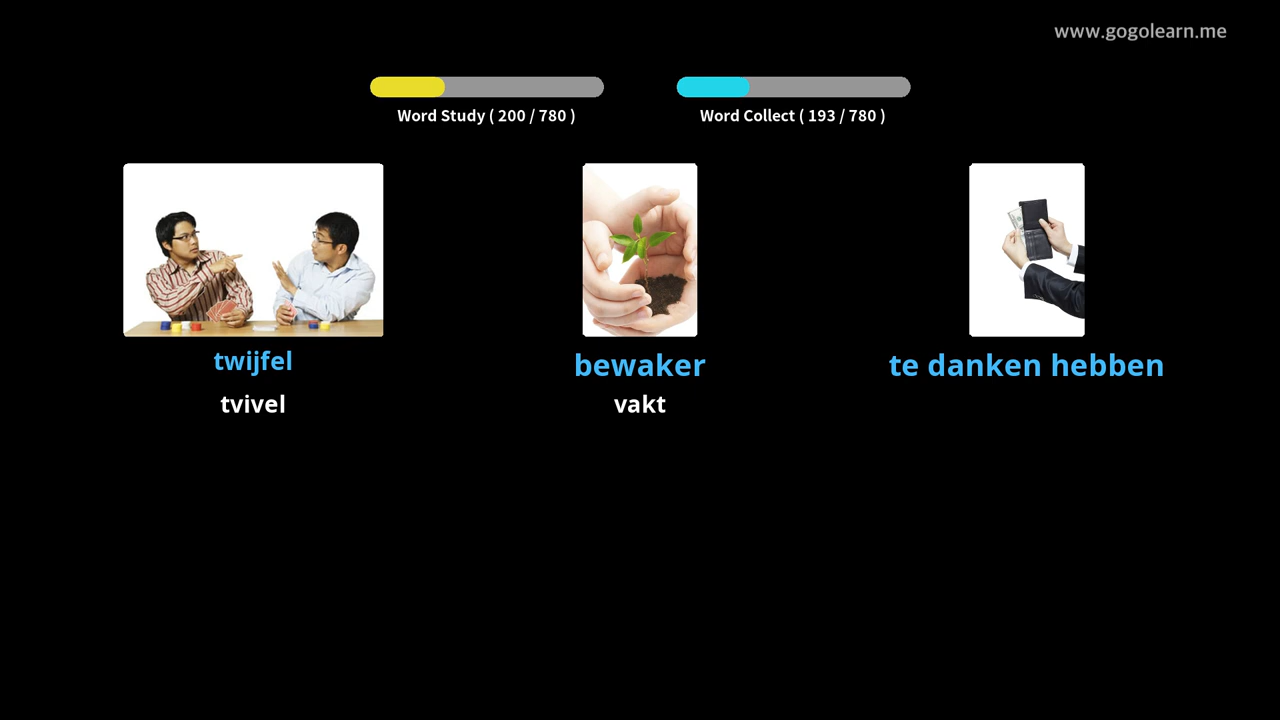 www.gogolearn.me
Word Study ( 200 / 780 )
Word Collect ( 193 / 780 )
twijfel
bewaker
te danken hebben
tvivel
vakt